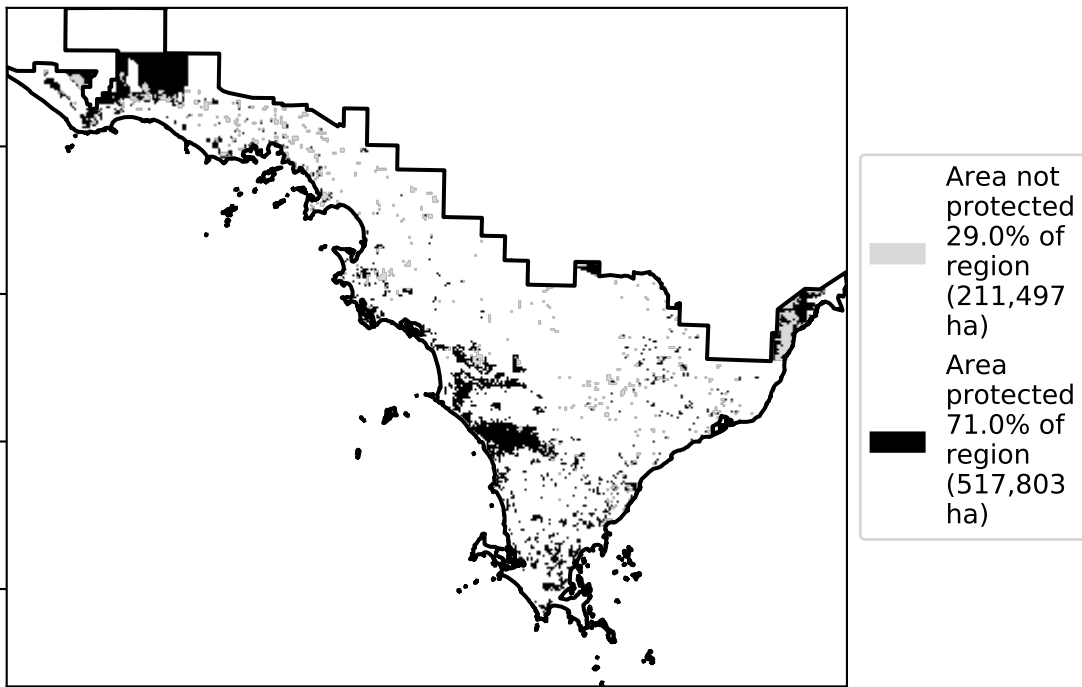 Area not
protected
29.0% of
region
(211,497
ha)
Area
protected
71.0% of
region
(517,803
ha)